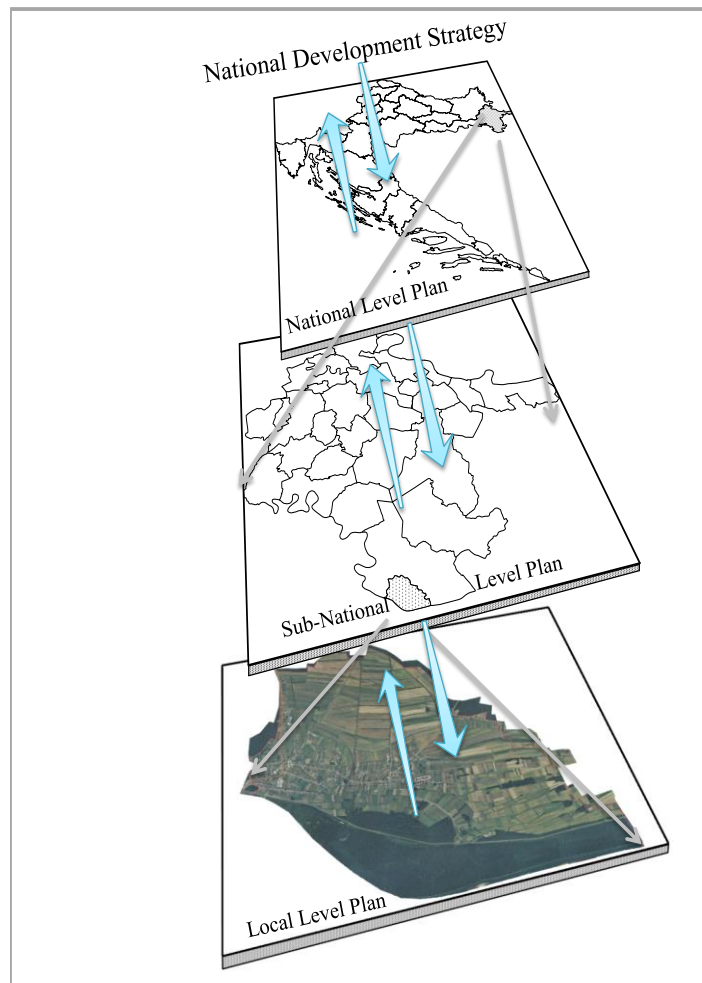 National Development Strategy
National Level Plan
Sub-National Level Plan
Local Level Plan